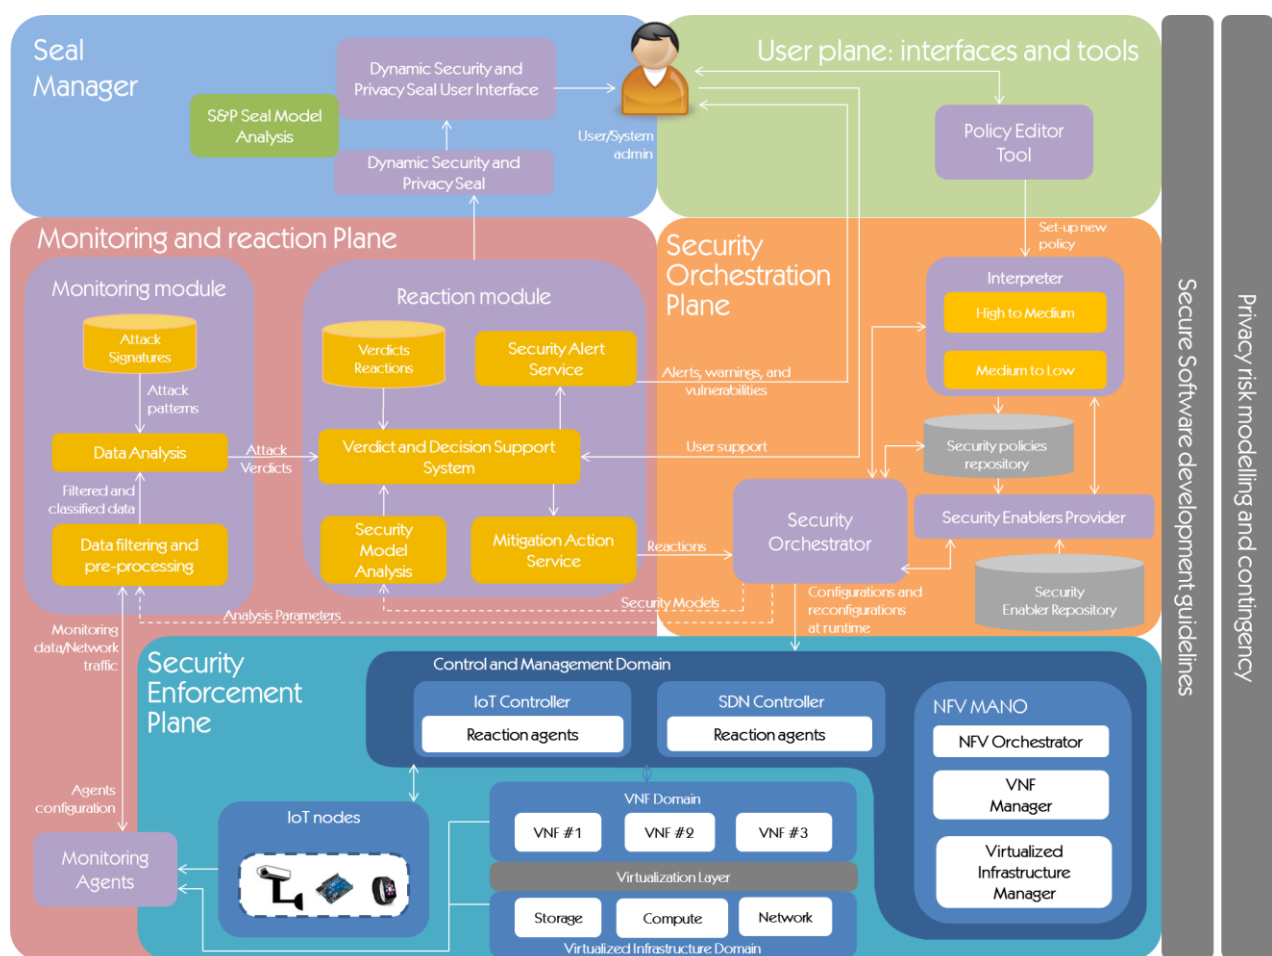 Seal
Manager
Dynamic Security and
Privacy Seal User Interface
S&P Seal Model
Analysis
Dynamic Security and
Privacy Seal
User/System
admin
User plane: interfaces and tools
Policy Editor
Tool
Set-up new
policy
Monitoring and reaction Plane
Monitoring module
Attack
Signatures
Attack
patterns
Data Analysis
Filtered and
classified data
Data filtering and
pre-processing
Attack
Verdicts
Reaction module
Verdicts
Reactions
Security Alert
Service
Verdict and Decision Support
System
Security
Model
Analysis
Mitigation Action
Service
Alerts, warnings, and
vulnerabilities
User support
Reactions
Security Models
Analysis Parameters
Monitoring
data/Network
traffic
Agents
configuration
Monitoring
Agents
Security
Orchestration
Plane
Interpreter
High to Medium
Medium to Low
Security policies
repository
Security
Orchestrator
Security Enablers Provider
Security
Enabler Repository
Configurations and
reconfigurations
at runtime
Security
Enforcement
Plane
Control and Management Domain
IoT Controller
Reaction agents
SDN Controller
Reaction agents
NFV MANO
NFV Orchestrator
VNF
Manager
Virtualized
Infrastructure
Manager
IoT nodes
VNF Domain
VNF #1
VNF #2
VNF #3
Virtualization Layer
Storage
Compute
Network
Virtualized Infrastructure Domain
Secure Software development guidelines
Privacy risk modelling and contingency